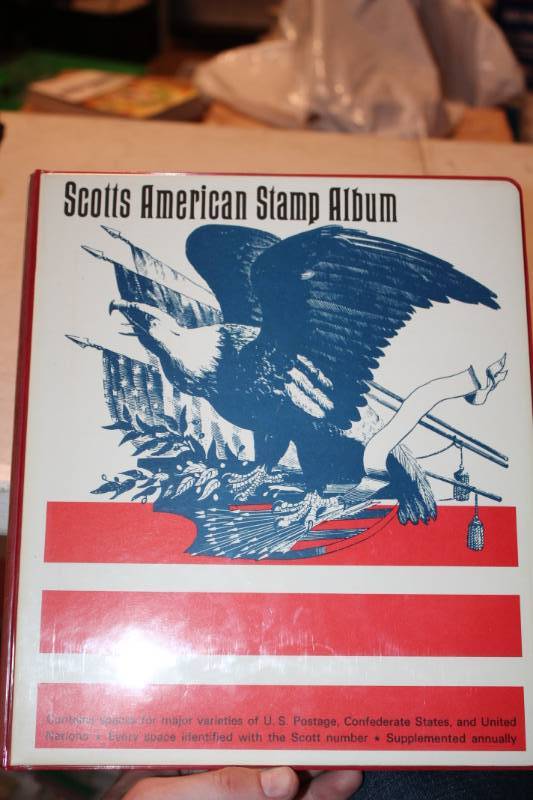 Scotts American Stamp Album
Contains spaces for major varieties of U.S. Postage, Confederate States, and United
Nations ★ Every space identified with the Scott number ★ Supplemented annually